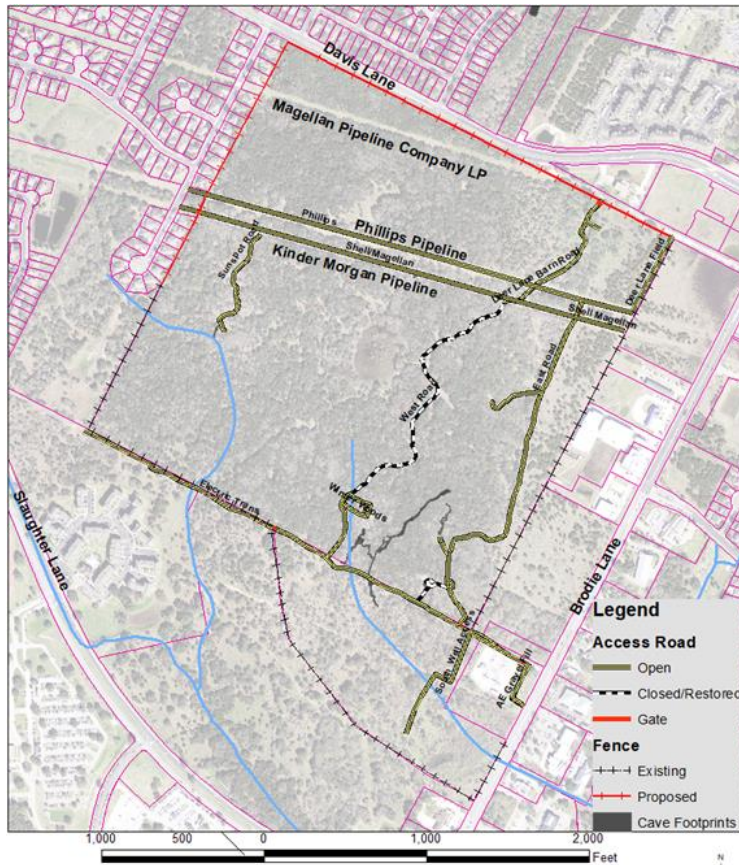 Davis Lane
Magellan Pipeline Company LP
Phillips
Phillips Pipeline
Deer Lane Field
Suns Pot Road
Shell/Magellan
Deer Lane Barn Road
Kinder Morgan Pipeline
Shell Magellan
East Road
West Road
Electric Trans
Slaughter Lane
Brodie Lane
South Well Access
AE Gravel Fill
Legend
Access Road
Open
Closed/Restored
Gate
Fence
Existing
Proposed
Cave Footprints
1,000
500
0
1,000
2,000
Feet
N